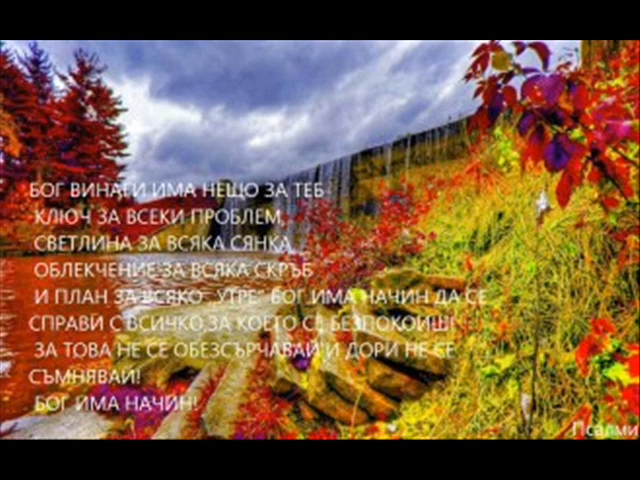 БОГ ВИНАГИ ИМА НЕЩО ЗА ТЕБ
КЛЮЧ ЗА ВСЕКИ ПРОБЛЕМ,
СВЕТЛИНА ЗА ВСЯКА СЯНКА
ОБЛЕКЧЕНИЕ ЗА ВСЯКА СКРЪБ
И ПЛАН ЗА ВСЯКО "УТРЕ" БОГ ИМА НАЧИН ДА СЕ
СПРАВИ С ВСИЧКО,ЗА КОЕТО СЕ БЕЗПОКОИШ!
ЗА ТОВА НЕ СЕ ОБЕЗСЪРЧАВАЙ И ДОРИ НЕ СЕ
СЪМНЯВАЙ!
БОГ ИМА НАЧИН!
Псалми